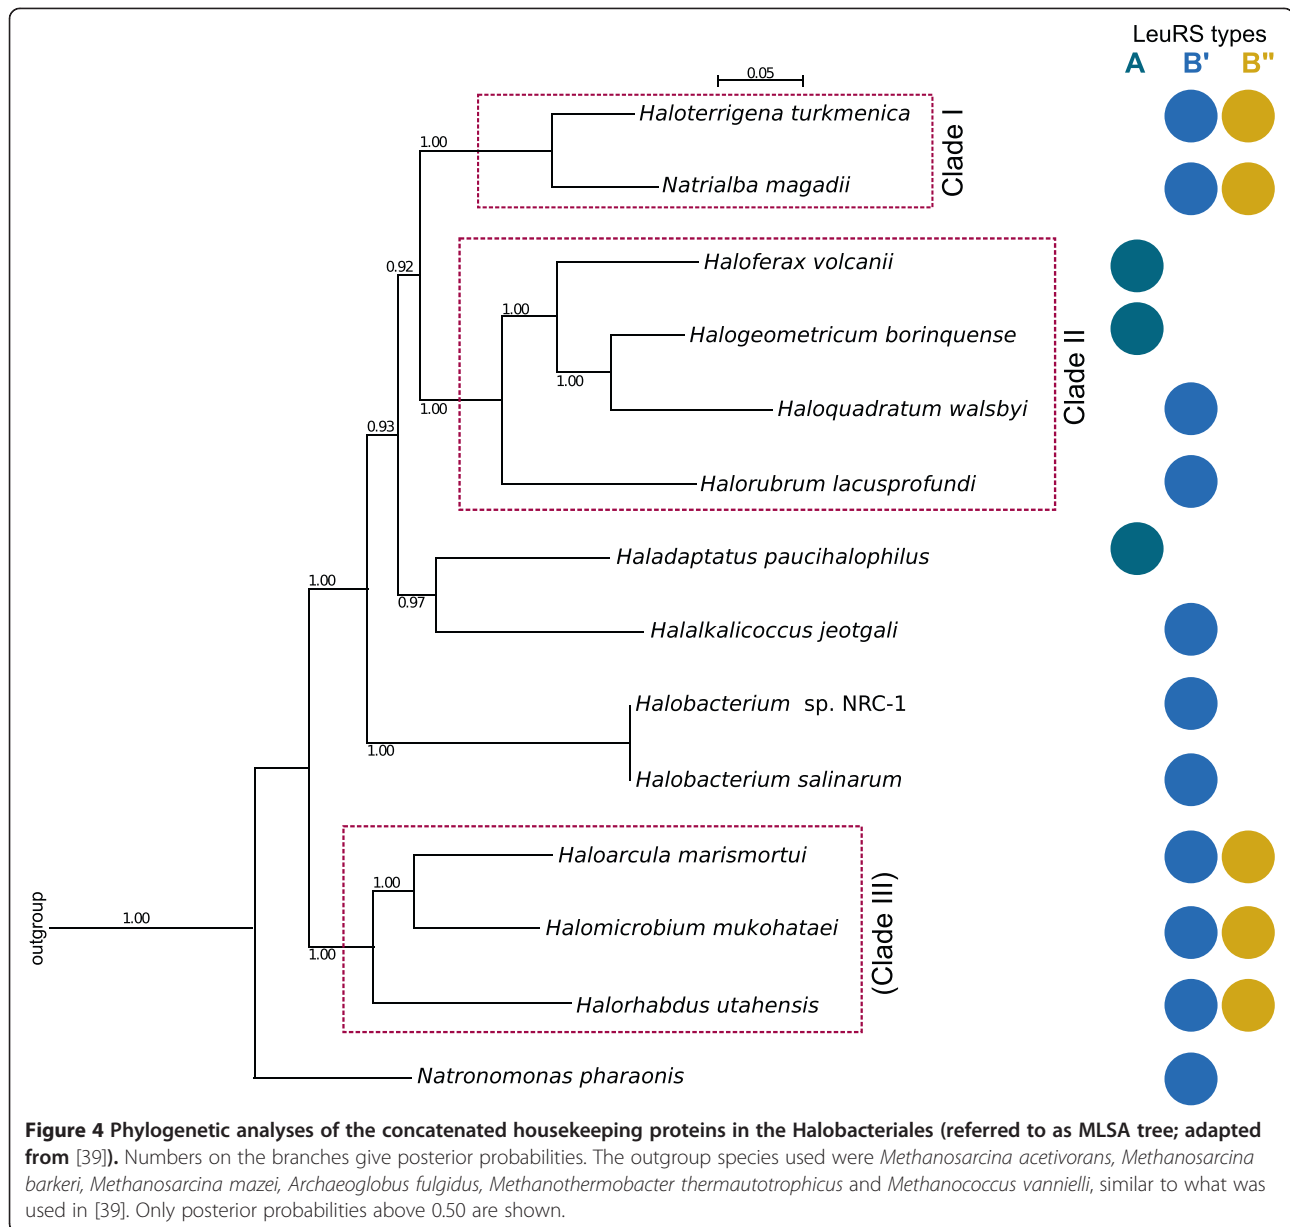 LeuRS types
A B' B"
0.05
Haloterrigena turkmenica
1.00
Natrialba magadii
Clade I
Haloferax volcanii
0.92
1.00
Halogeometricum borinquense
1.00
Haloquadratum walsbyi
1.00
Halorubrum lacusprofundi
Clade II
0.93
Haladaptatus paucihalophilus
1.00
0.97
Halalkalicoccus jeotgali
Halobacterium sp. NRC-1
1.00
Halobacterium salinarum
Haloarcula marismortui
1.00
Halomicrobium mukohataei
1.00
Halorhabdus utahensis
(Clade III)
outgroup
1.00
Natronomonas pharaonis
Figure 4 Phylogenetic analyses of the concatenated housekeeping proteins in the Halobacteriales (referred to as MLSA tree; adapted
from [39]). Numbers on the branches give posterior probabilities. The outgroup species used were Methanosarcina acetivorans, Methanosarcina
barkeri, Methanosarcina mazei, Archaeoglobus fulgidus, Methanothermobacter thermautotrophicus and Methanococcus vannielli, similar to what was
used in [39]. Only posterior probabilities above 0.50 are shown.